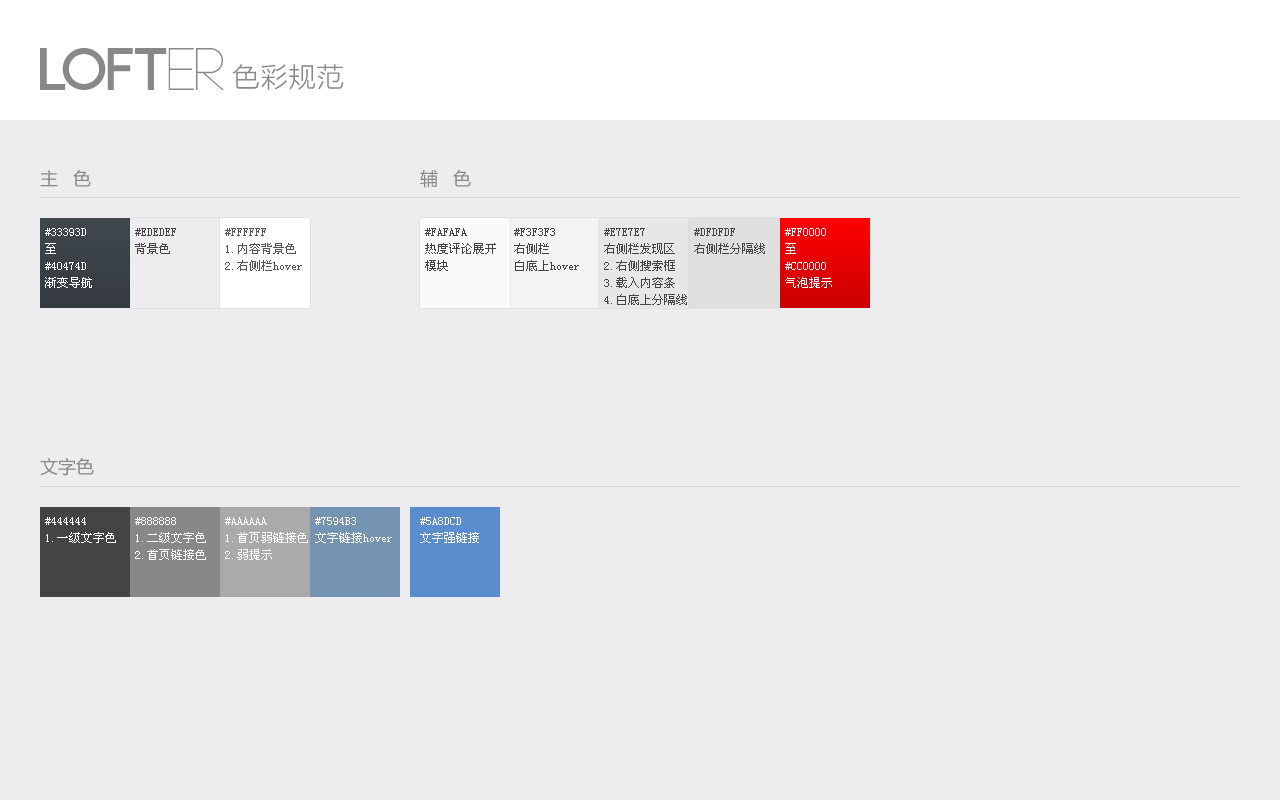 LOFTER 色彩规范
主 色
#33393D
至
#40474D
渐变导航
#EDEDEF
背景色
#FFFFFF
1. 内容背景色
2. 右侧栏hover
辅 色
#FAFAFA
热度评论展开
模块
#F3F3F3
右侧栏
白底上hover
#E7E7E7
右侧栏发现区
2. 右侧搜索框
3. 载入内容条
4. 白底上分隔线
#DFDFDF
右侧栏分隔线
#FF0000
至
#CC0000
气泡提示
文字色
#444444
1. 一级文字色
#888888
1. 二级文字色
2. 首页链接色
#AAAAAA
1. 首页弱链接色
2. 弱提示
#7594B3
文字链接hover
#5A8DCD
文字强链接